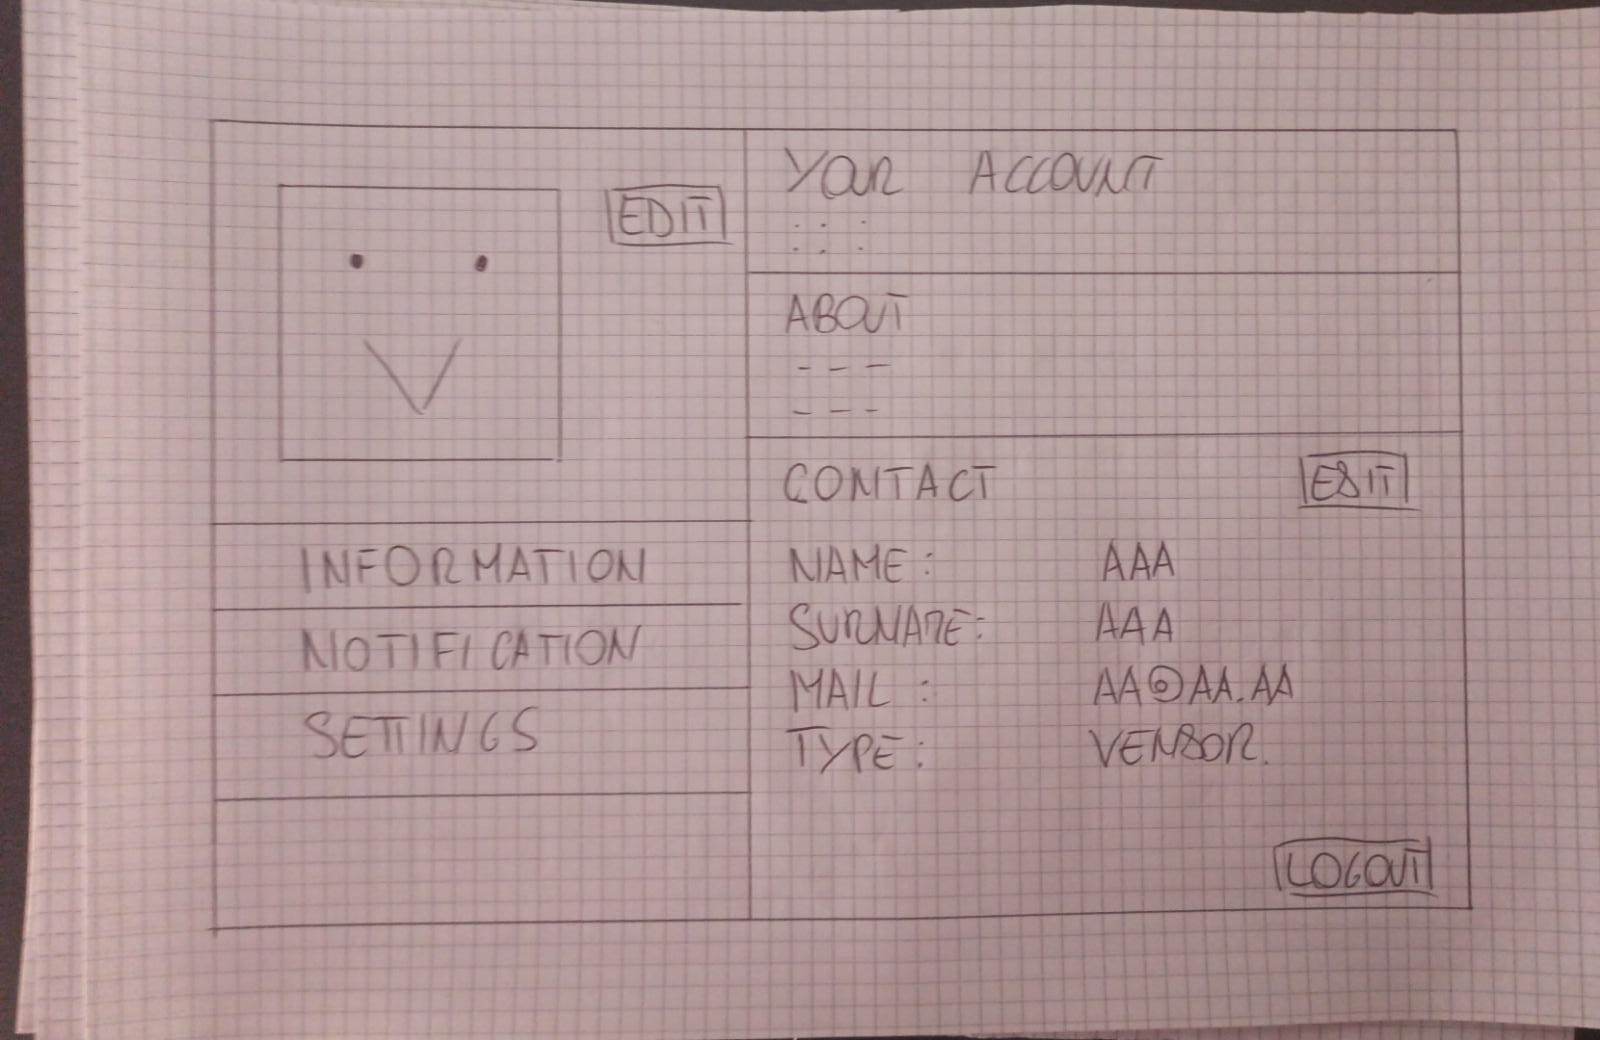 EDIT
INFORMATION
NOTIFICATION
SETTINGS
YOUR ACCOUNT
ABOUT
CONTACT EDIT
NAME: AAA
SURNAME: AAA
MAIL: AA@AA.AA
TYPE: VENDOR.
LOGOUT